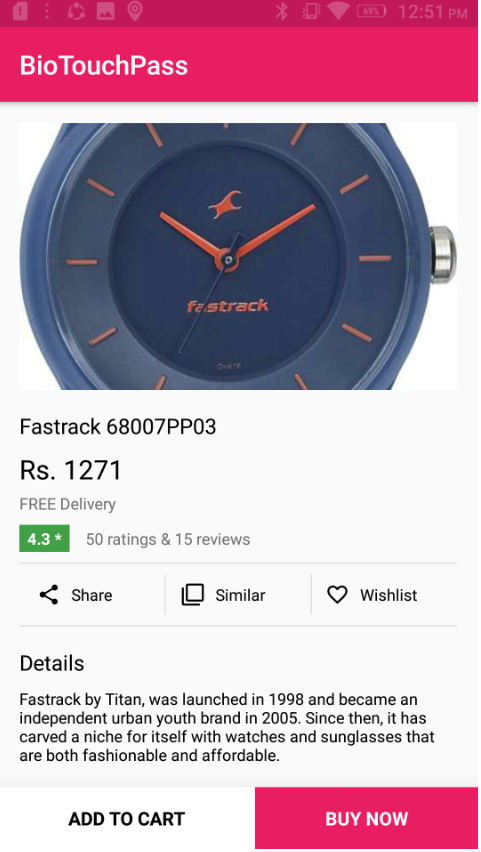 69%
12:51 PM
BioTouchPass
fastrack
Fastrack 68007PP03
Rs. 1271
FREE Delivery
4.3 *
50 ratings & 15 reviews
Share
Similar
Wishlist
Details
Fastrack by Titan, was launched in 1998 and became an
independent urban youth brand in 2005. Since then, it has
carved a niche for itself with watches and sunglasses that
are both fashionable and affordable.
ADD TO CART
BUY NOW